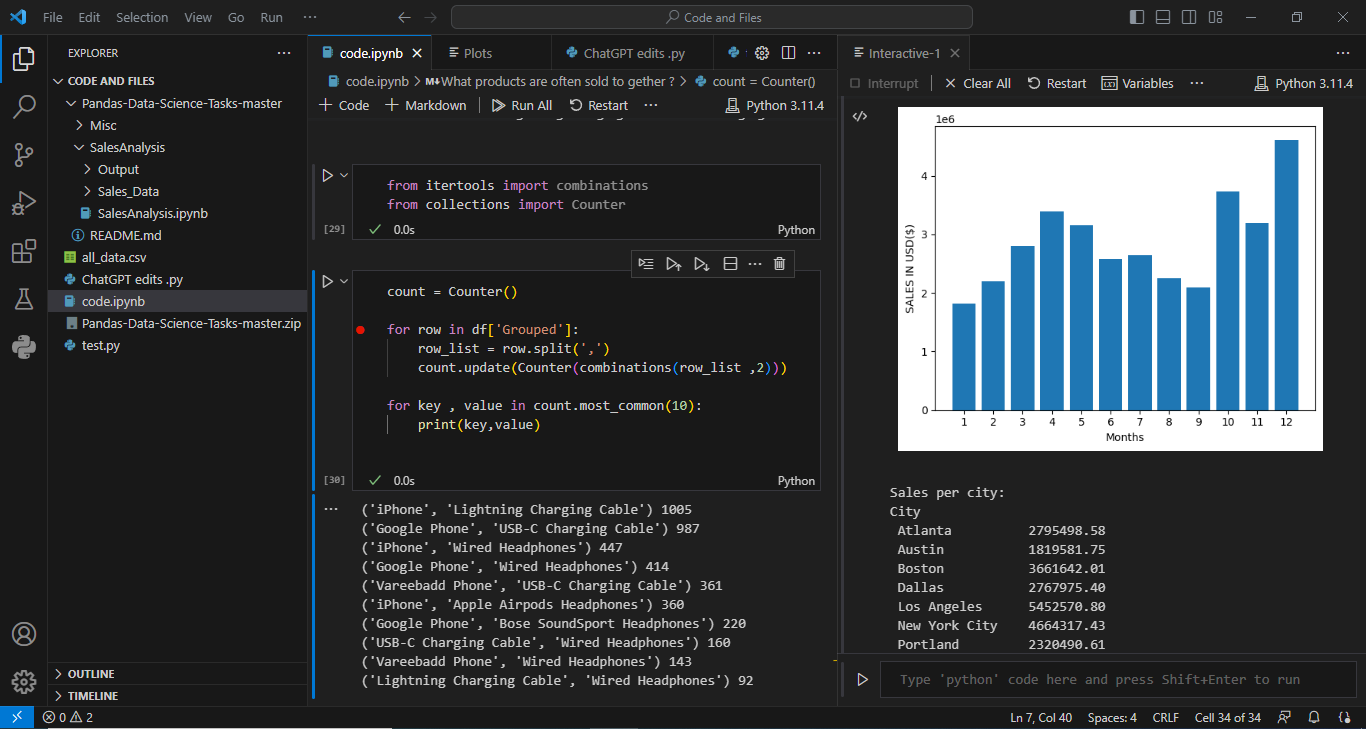 File Edit Selection View Go Run ··· Code and Files
EXPLORER ···
CODE AND FILES
Pandas-Data-Science-Tasks-master
Misc
SalesAnalysis
Output
Sales_Data
SalesAnalysis.ipynb
README.md
all_data.csv
ChatGPT edits .py
code.ipynb
Pandas-Data-Science-Tasks-master.zip
test.py
OUTLINE
TIMELINE
code.ipynb Plots ChatGPT edits .py
code.ipynb > M↓What products are often sold to gether ? > count = Counter()
+ Code + Markdown Run All Restart ··· Python 3.11.4
from itertools import combinations
from collections import Counter
[29] 0.0s Python
count = Counter()
for row in df['Grouped']:
row_list = row.split(',')
count.update(Counter(combinations(row_list ,2)))
for key , value in count.most_common(10):
print(key,value)
[30] 0.0s Python
('iPhone', 'Lightning Charging Cable') 1005
('Google Phone', 'USB-C Charging Cable') 987
('iPhone', 'Wired Headphones') 447
('Google Phone', 'Wired Headphones') 414
('Vareebadd Phone', 'USB-C Charging Cable') 361
('iPhone', 'Apple Airpods Headphones') 360
('Google Phone', 'Bose SoundSport Headphones') 220
('USB-C Charging Cable', 'Wired Headphones') 160
('Vareebadd Phone', 'Wired Headphones') 143
('Lightning Charging Cable', 'Wired Headphones') 92
Interactive-1
Interrupt Clear All Restart Variables ··· Python 3.11.4
1e6
4
3
2
1
0
SALES IN USD($)
1 2 3 4 5 6 7 8 9 10 11 12
Months
Sales per city:
City
Atlanta 2795498.58
Austin 1819581.75
Boston 3661642.01
Dallas 2767975.40
Los Angeles 5452570.80
New York City 4664317.43
Portland 2320490.61
Type 'python' code here and press Shift+Enter to run
0 2 Ln 7, Col 40 Spaces: 4 CRLF Cell 34 of 34